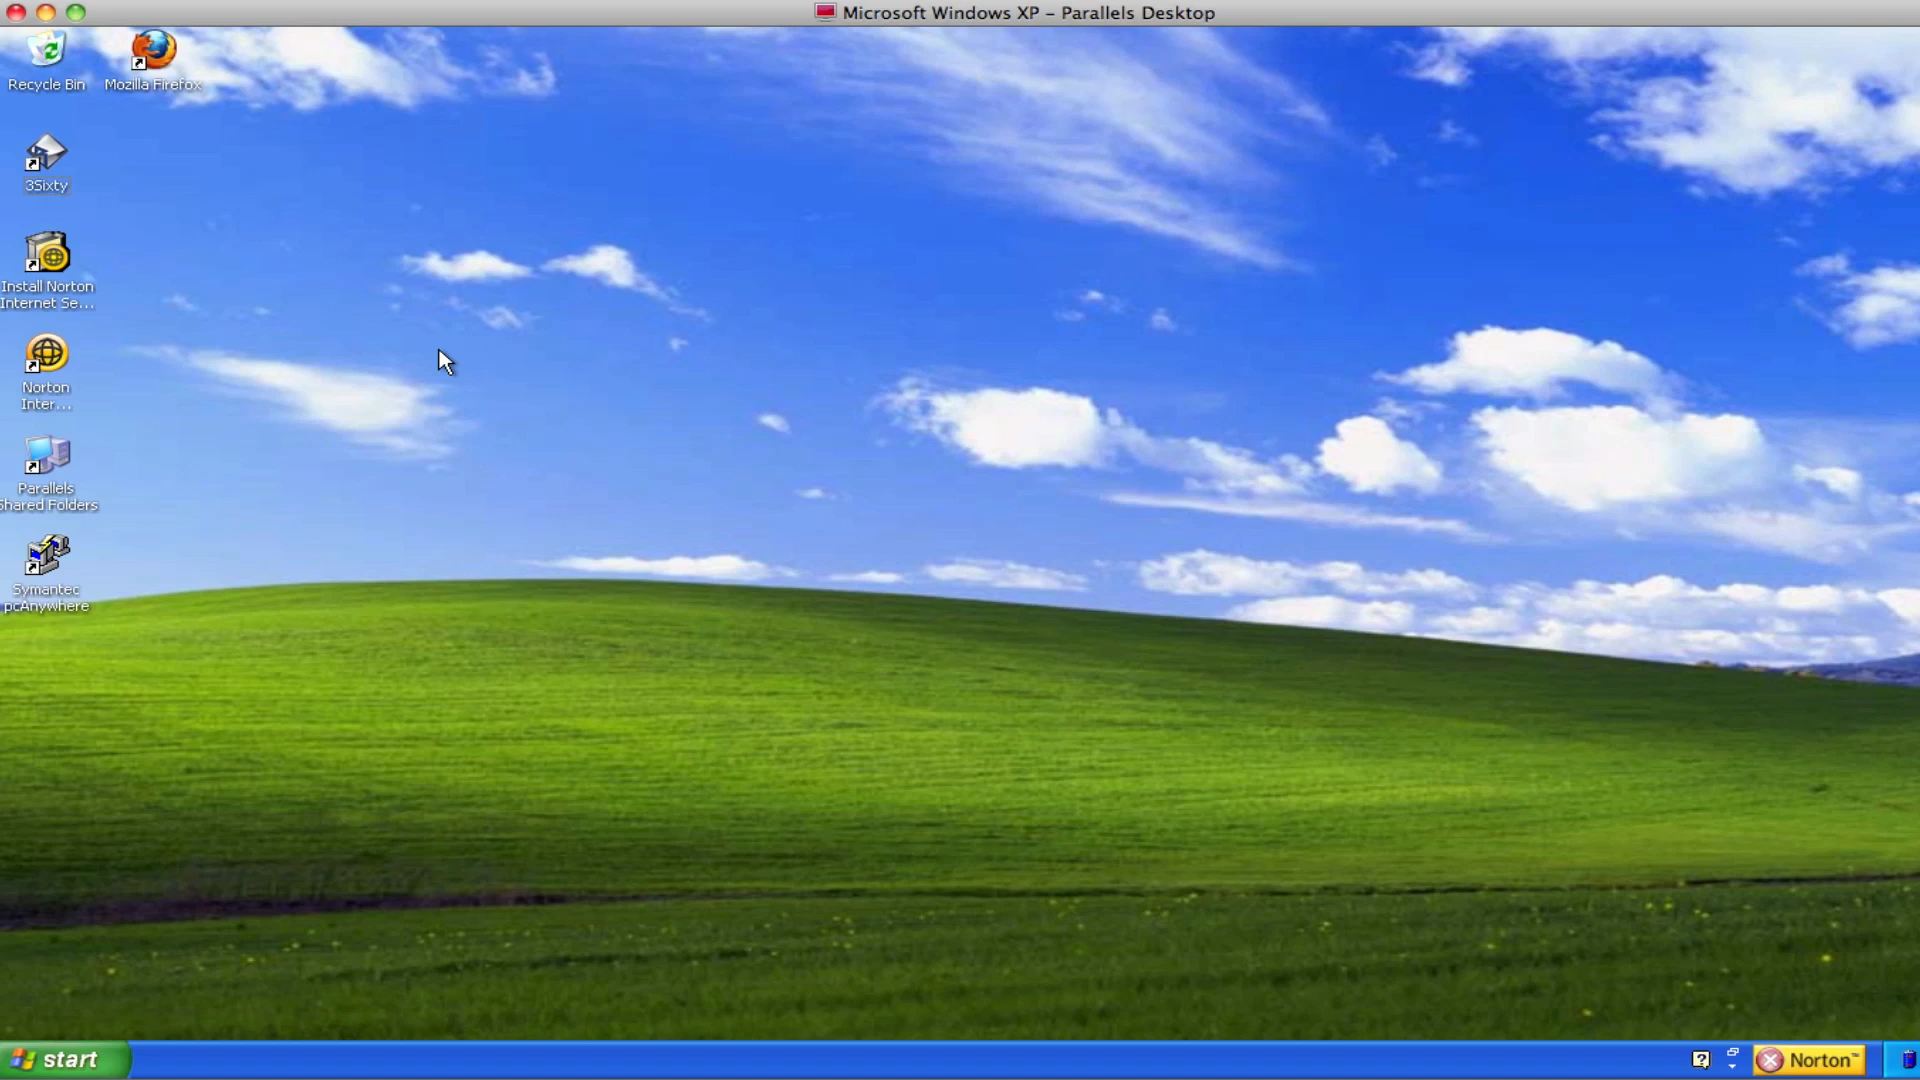 Microsoft Windows XP – Parallels Desktop
Recycle Bin
Mozilla Firefox
3Sixty
Install Norton
Internet Se...
Norton
Inter...
Parallels
Shared Folders
Symantec
pcAnywhere
start
?
Norton™